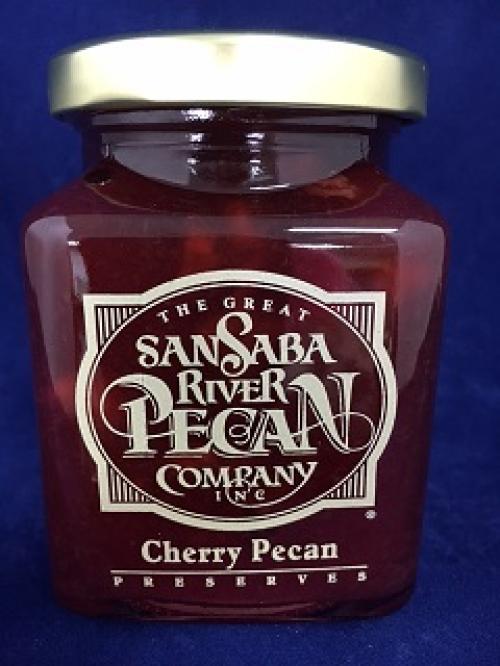 THE GREAT
SANSABA
RIVER
PECAN
COMPANY
INC
®
Cherry Pecan
PRESERVES